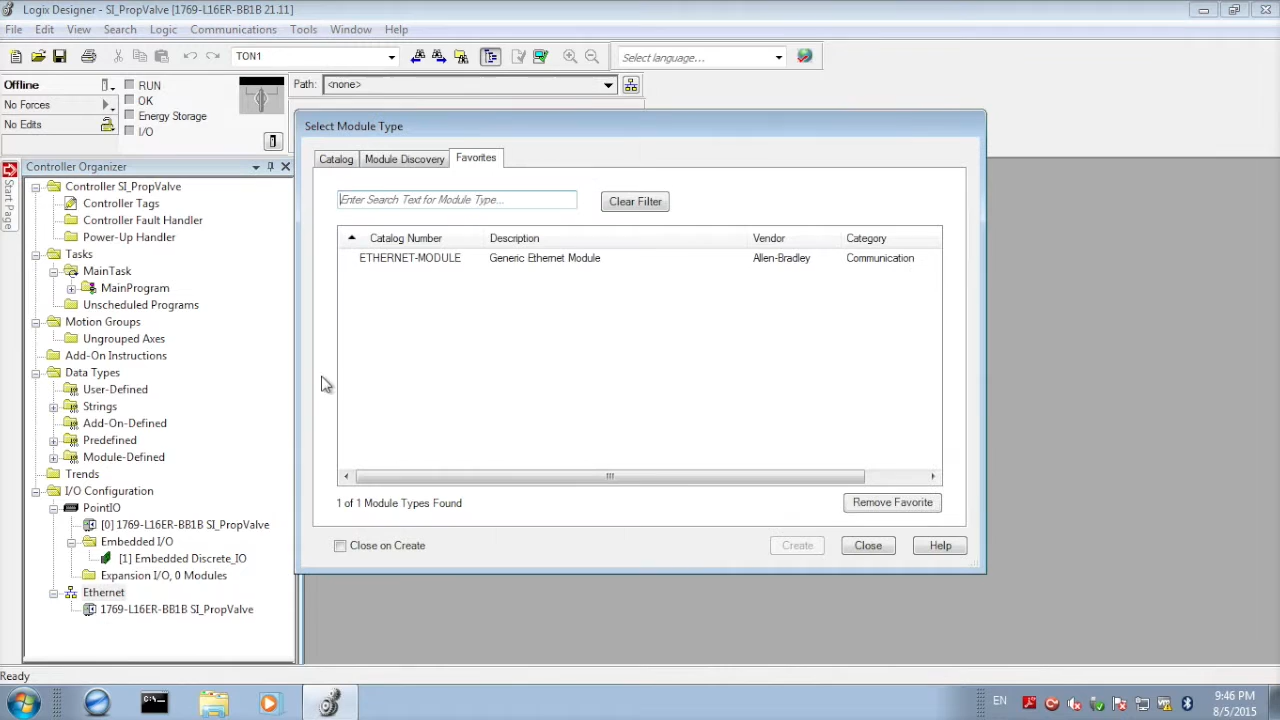 Logix Designer - SI_PropValve [1769-L16ER-BB1B 21.11]
File Edit View Search Logic Communications Tools Window Help
TON1
Select language...
Offline
RUN
Path: <none>
No Forces
OK
Energy Storage
No Edits
I/O
Select Module Type
Start Page
Controller Organizer
Controller SI_PropValve
Controller Tags
Controller Fault Handler
Power-Up Handler
Tasks
MainTask
MainProgram
Unscheduled Programs
Motion Groups
Ungrouped Axes
Add-On Instructions
Data Types
User-Defined
Strings
Add-On-Defined
Predefined
Module-Defined
Trends
I/O Configuration
PointIO
[0] 1769-L16ER-BB1B SI_PropValve
Embedded I/O
[1] Embedded Discrete_IO
Expansion I/O, 0 Modules
Ethernet
1769-L16ER-BB1B SI_PropValve
Catalog Module Discovery Favorites
Enter Search Text for Module Type...
Clear Filter
Catalog Number Description Vendor Category
ETHERNET-MODULE Generic Ethernet Module Allen-Bradley Communication
1 of 1 Module Types Found
Remove Favorite
Close on Create
Create Close Help
Ready
EN
9:46 PM
8/5/2015